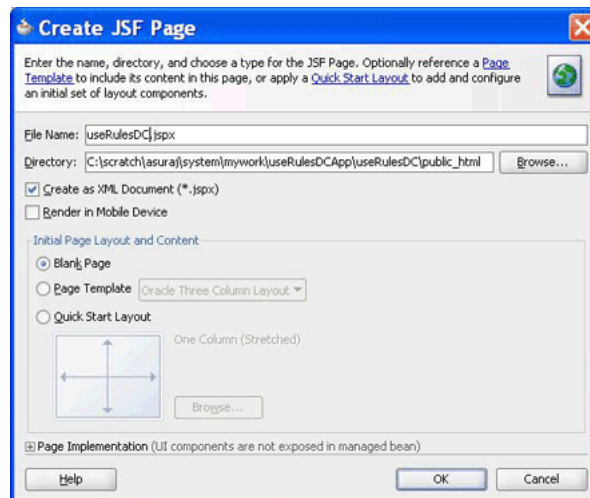 Create JSF Page
Enter the name, directory, and choose a type for the JSF Page. Optionally reference a Page
Template to include its content in this page, or apply a Quick Start Layout to add and configure
an initial set of layout components.
File Name: useRulesDC.jspx
Directory: C:\scratch\asuraj\system\mywork\useRulesDCApp\useRulesDC\public_html Browse...
Create as XML Document (*.jspx)
Render in Mobile Device
Initial Page Layout and Content
Blank Page
Page Template Oracle Three Column Layout
Quick Start Layout
One Column (Stretched)
Browse...
Page Implementation (UI components are not exposed in managed bean)
Help OK Cancel